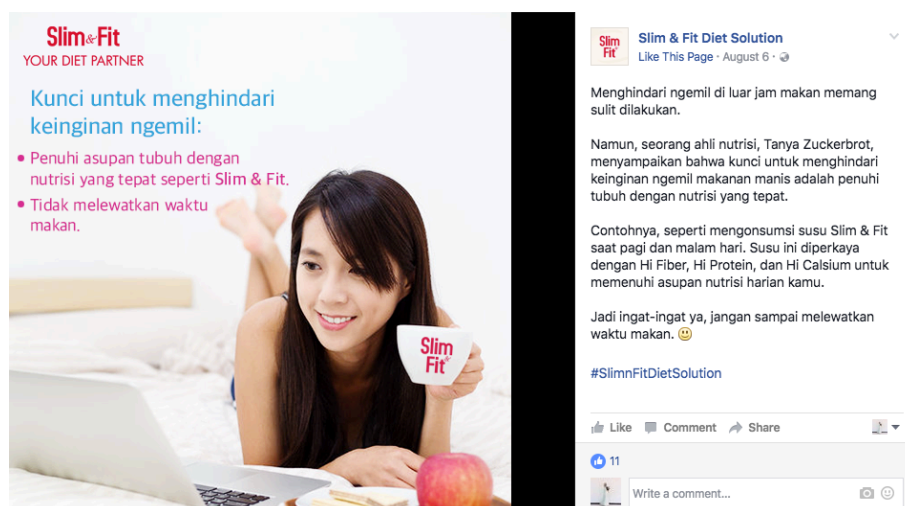 Slim&Fit
YOUR DIET PARTNER
Kunci untuk menghindari
keinginan ngemil:
• Penuhi asupan tubuh dengan
nutrisi yang tepat seperti Slim & Fit.
• Tidak melewatkan waktu
makan.
Slim
Fit
Slim
Fit
Slim & Fit Diet Solution
Like This Page · August 6 ·
Menghindari ngemil di luar jam makan memang
sulit dilakukan.
Namun, seorang ahli nutrisi, Tanya Zuckerbrot,
menyampaikan bahwa kunci untuk menghindari
keinginan ngemil makanan manis adalah penuhi
tubuh dengan nutrisi yang tepat.
Contohnya, seperti mengonsumsi susu Slim & Fit
saat pagi dan malam hari. Susu ini diperkaya
dengan Hi Fiber, Hi Protein, dan Hi Calsium untuk
memenuhi asupan nutrisi harian kamu.
Jadi ingat-ingat ya, jangan sampai melewatkan
waktu makan. 🙂
#SlimnFitDietSolution
Like Comment Share
11
Write a comment...